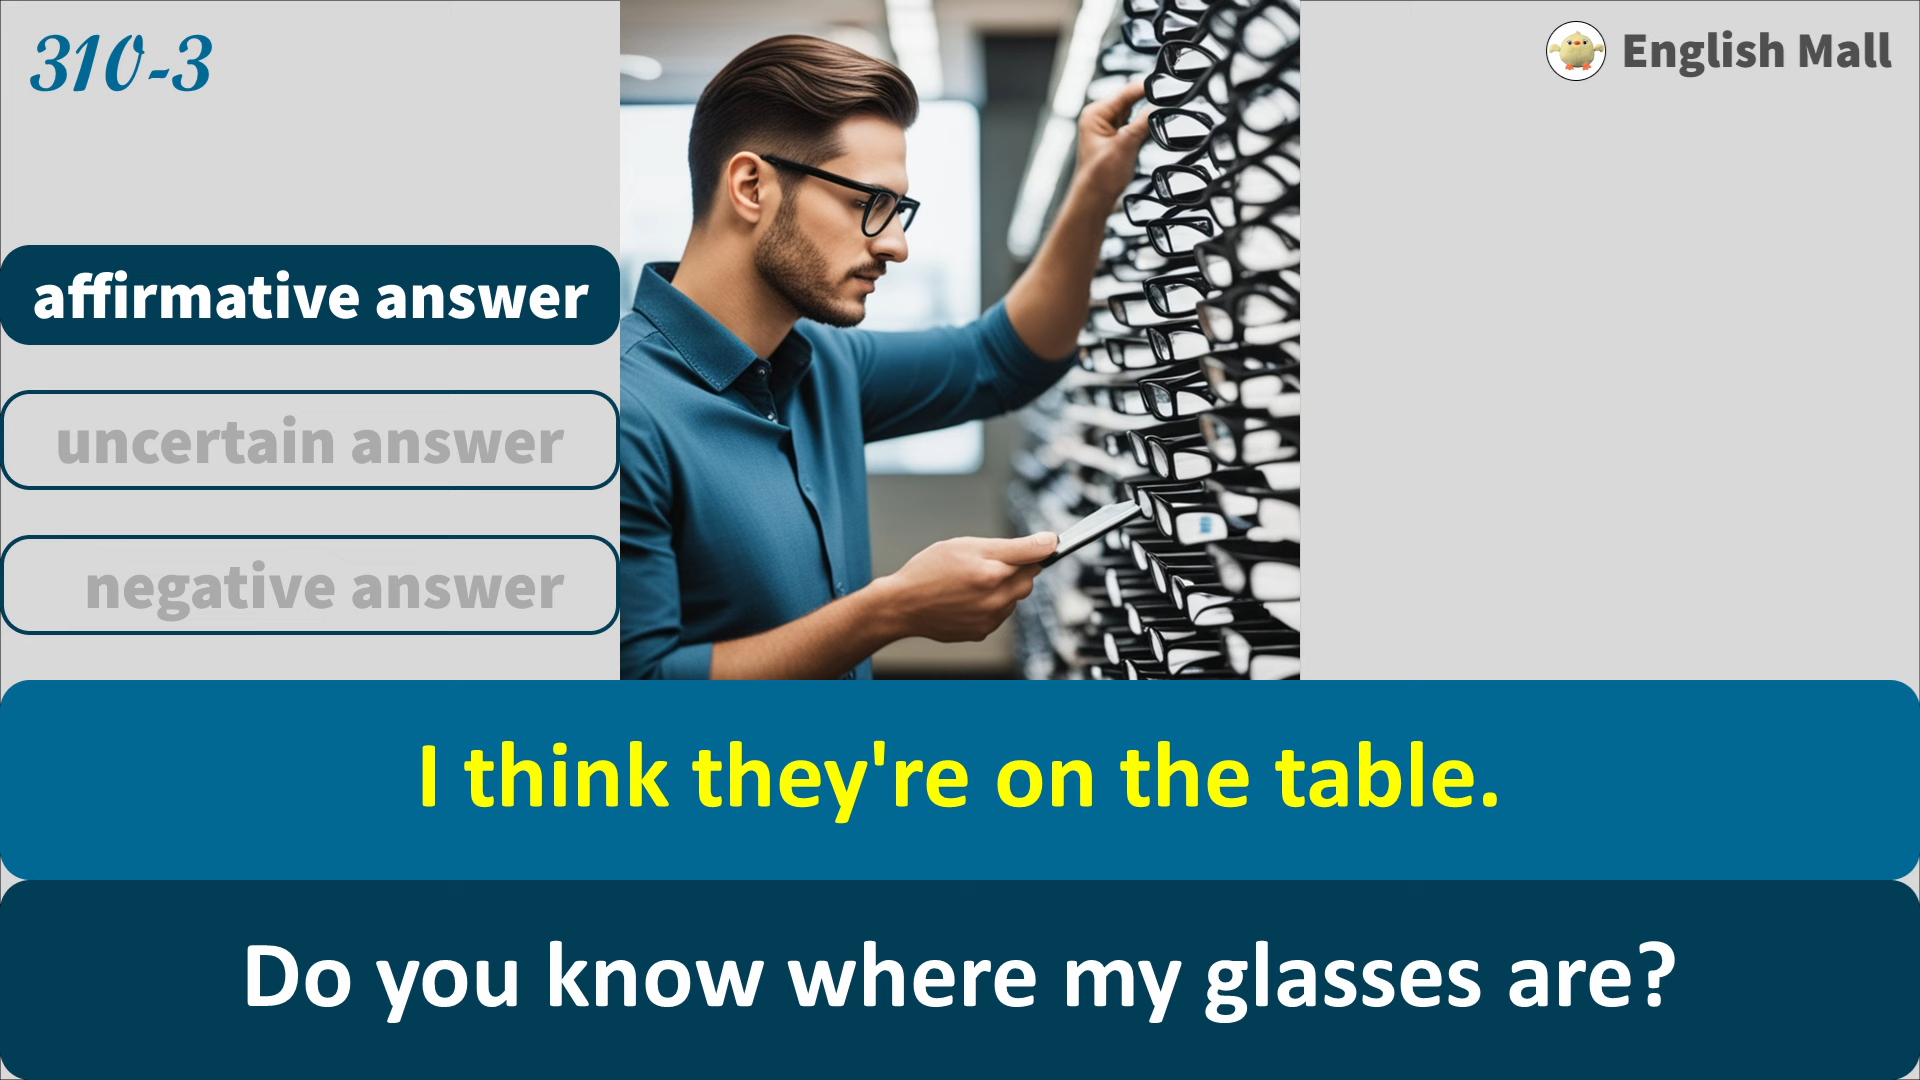 310-3
English Mall
affirmative answer
uncertain answer
negative answer
I think they're on the table.
Do you know where my glasses are?